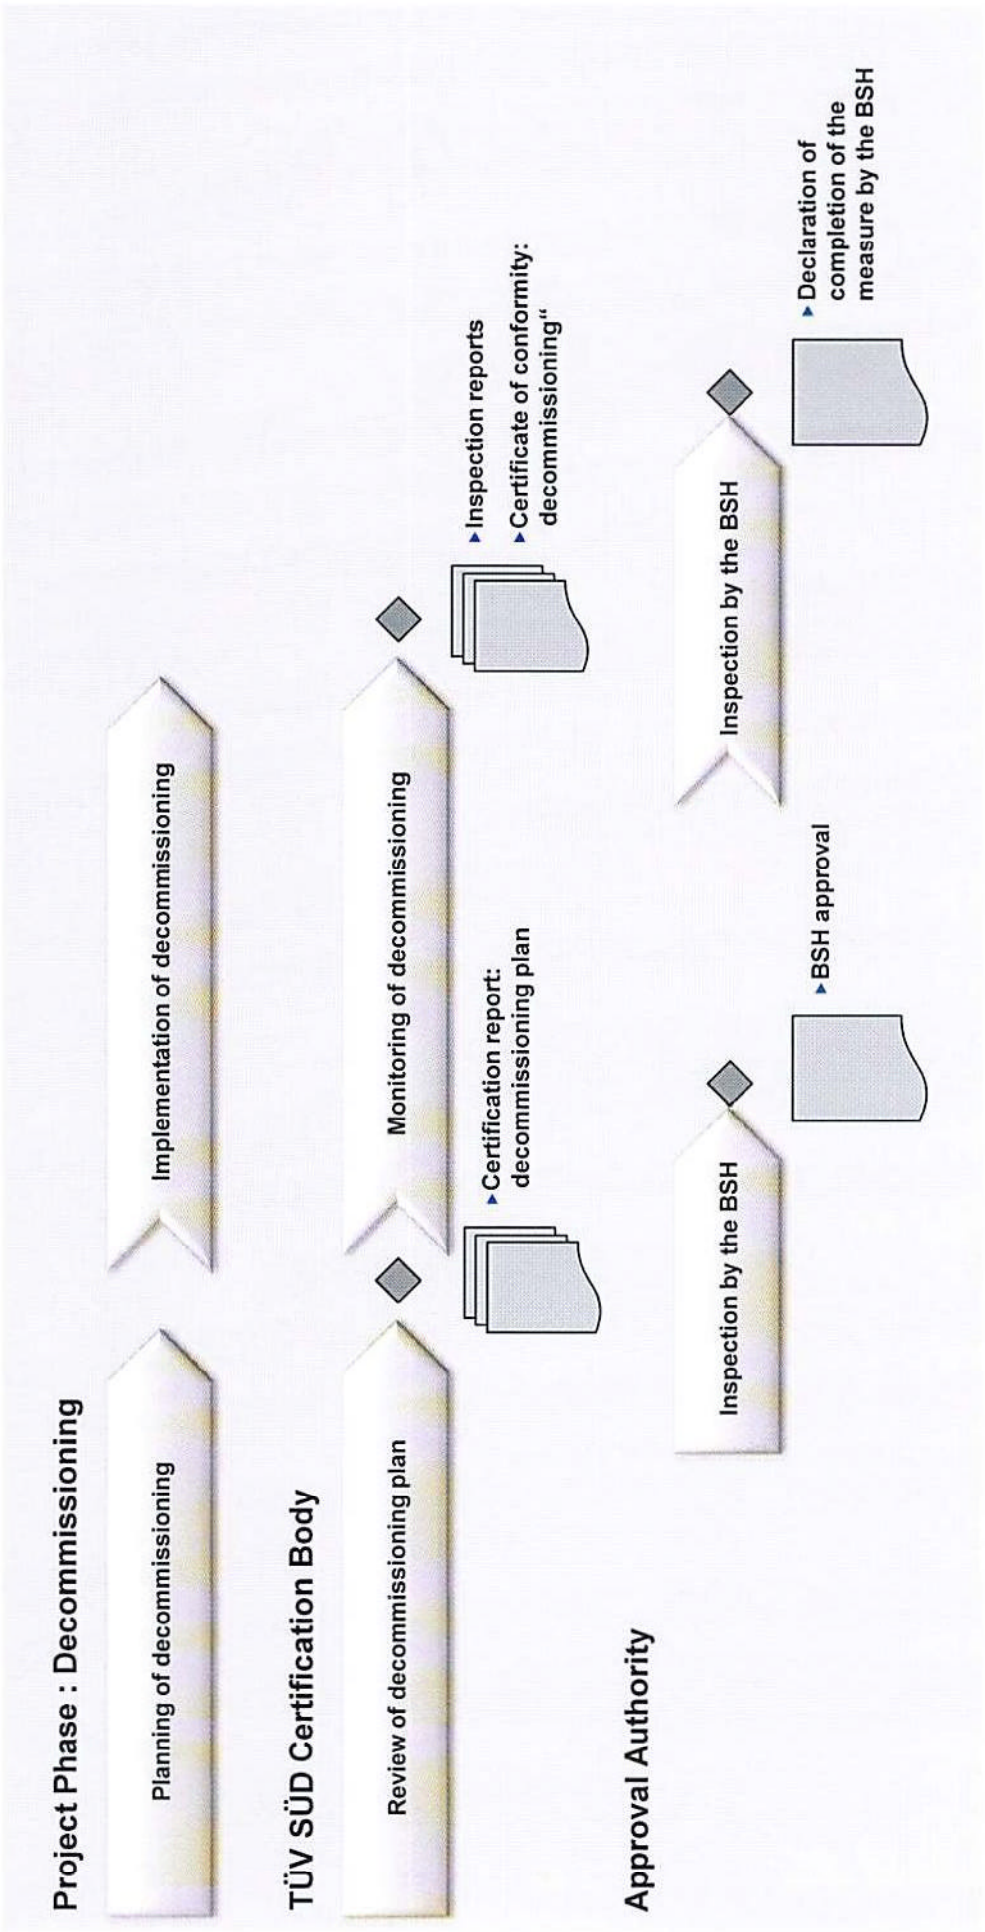 Project Phase : Decommissioning
Planning of decommissioning
Implementation of decommissioning
TÜV SÜD Certification Body
Review of decommissioning plan
Monitoring of decommissioning
Certification report:
decommissioning plan
Inspection reports
Certificate of conformity:
decommissioning“
Approval Authority
Inspection by the BSH
Inspection by the BSH
BSH approval
Declaration of
completion of the
measure by the BSH